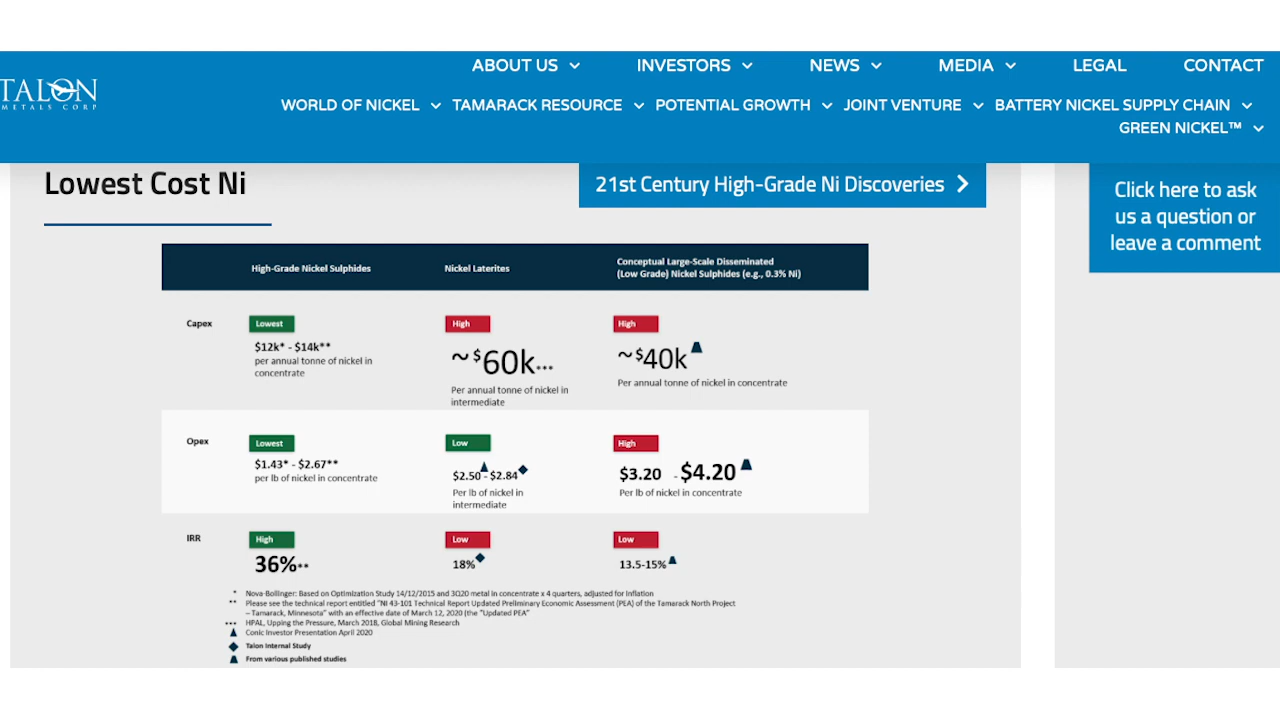 TALON
METALS CORP
ABOUT US
INVESTORS
NEWS
MEDIA
LEGAL
CONTACT
WORLD OF NICKEL
TAMARACK RESOURCE
POTENTIAL GROWTH
JOINT VENTURE
BATTERY NICKEL SUPPLY CHAIN
GREEN NICKEL™
Lowest Cost Ni
21st Century High-Grade Ni Discoveries
Click here to ask
us a question or
leave a comment
High-Grade Nickel Sulphides
Nickel Laterites
Conceptual Large-Scale Disseminated
(Low Grade) Nickel Sulphides (e.g., 0.3% Ni)
Capex
Lowest
$12k* - $14k**
per annual tonne of nickel in
concentrate
High
~$60k***
Per annual tonne of nickel in
intermediate
High
~$40k
Per annual tonne of nickel in concentrate
Opex
Lowest
$1.43* - $2.67**
per lb of nickel in concentrate
Low
$2.50 - $2.84
Per lb of nickel in
intermediate
High
$3.20 - $4.20
Per lb of nickel in concentrate
IRR
High
36%**
Low
18%
Low
13.5-15%
* Nova-Bollinger: Based on Optimization Study 14/12/2015 and 3Q20 metal in concentrate x 4 quarters, adjusted for Inflation
** Please see the technical report entitled "NI 43-101 Technical Report Updated Preliminary Economic Assessment (PEA) of the Tamarack North Project
– Tamarack, Minnesota" with an effective date of March 12, 2020 (the "Updated PEA"
*** HPAL, Upping the Pressure, March 2018, Global Mining Research
Conic Investor Presentation April 2020
Talon Internal Study
From various published studies